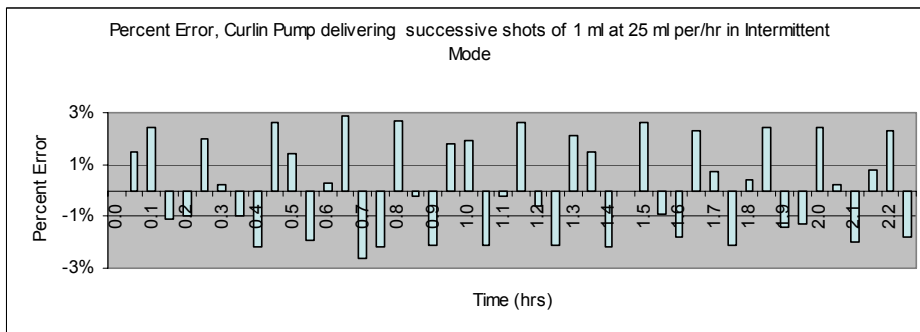 Percent Error, Curlin Pump delivering successive shots of 1 ml at 25 ml per/hr in Intermittent
Mode
3%
1%
-1%
-3%
Percent Error
0.0 0.1 0.2 0.3 0.4 0.5 0.6 0.7 0.8 0.9 1.0 1.1 1.2 1.3 1.4 1.5 1.6 1.7 1.8 1.9 2.0 2.1 2.2
Time (hrs)